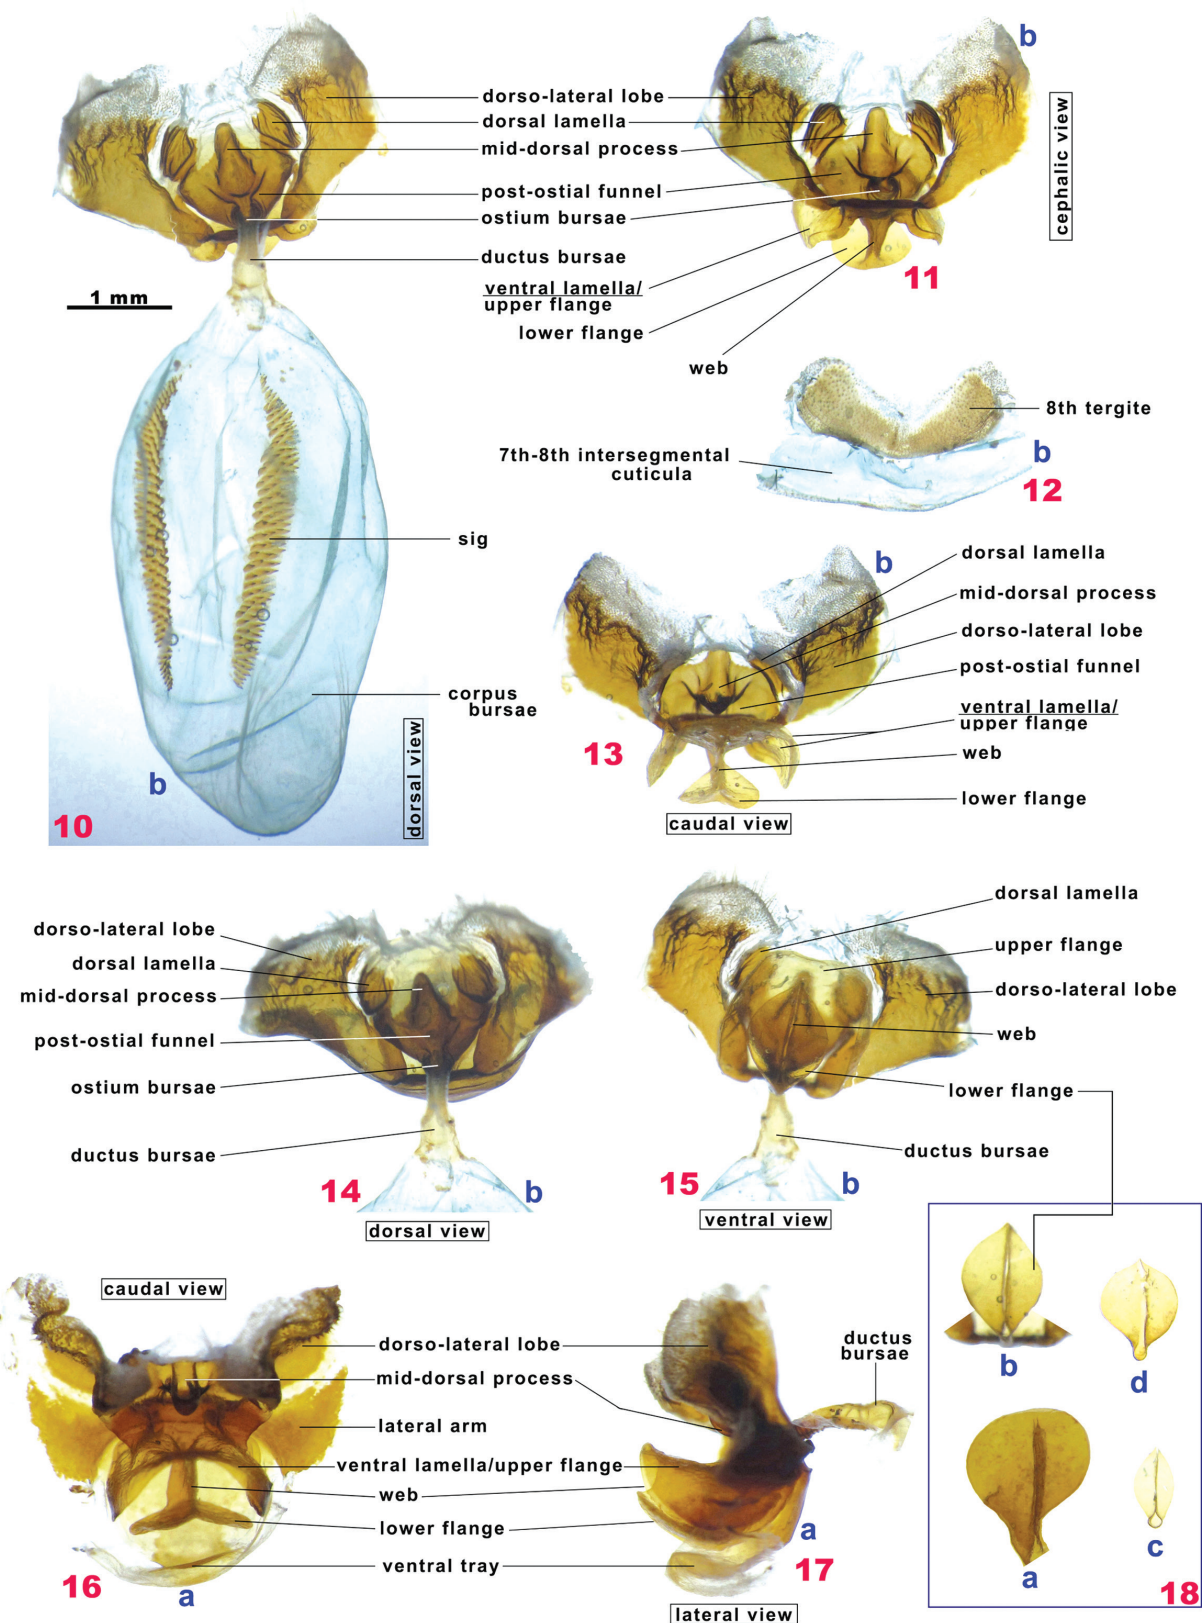 b
dorso-lateral lobe
dorsal lamella
mid-dorsal process
post-ostial funnel
ostium bursae
ductus bursae
ventral lamella/
upper flange
lower flange
web
1 mm
cephalic view
11
8th tergite
7th-8th intersegmental
cuticula
b
12
sig
corpus
bursae
b
10
dorsal view
b
dorsal lamella
mid-dorsal process
dorso-lateral lobe
post-ostial funnel
ventral lamella/
upper flange
web
lower flange
13
caudal view
dorso-lateral lobe
dorsal lamella
mid-dorsal process
post-ostial funnel
ostium bursae
ductus bursae
14
b
dorsal view
dorsal lamella
upper flange
dorso-lateral lobe
web
lower flange
ductus bursae
15
b
ventral view
caudal view
dorso-lateral lobe
mid-dorsal process
lateral arm
ventral lamella/upper flange
web
lower flange
ventral tray
16
a
ductus
bursae
a
17
lateral view
b
d
a
c
18